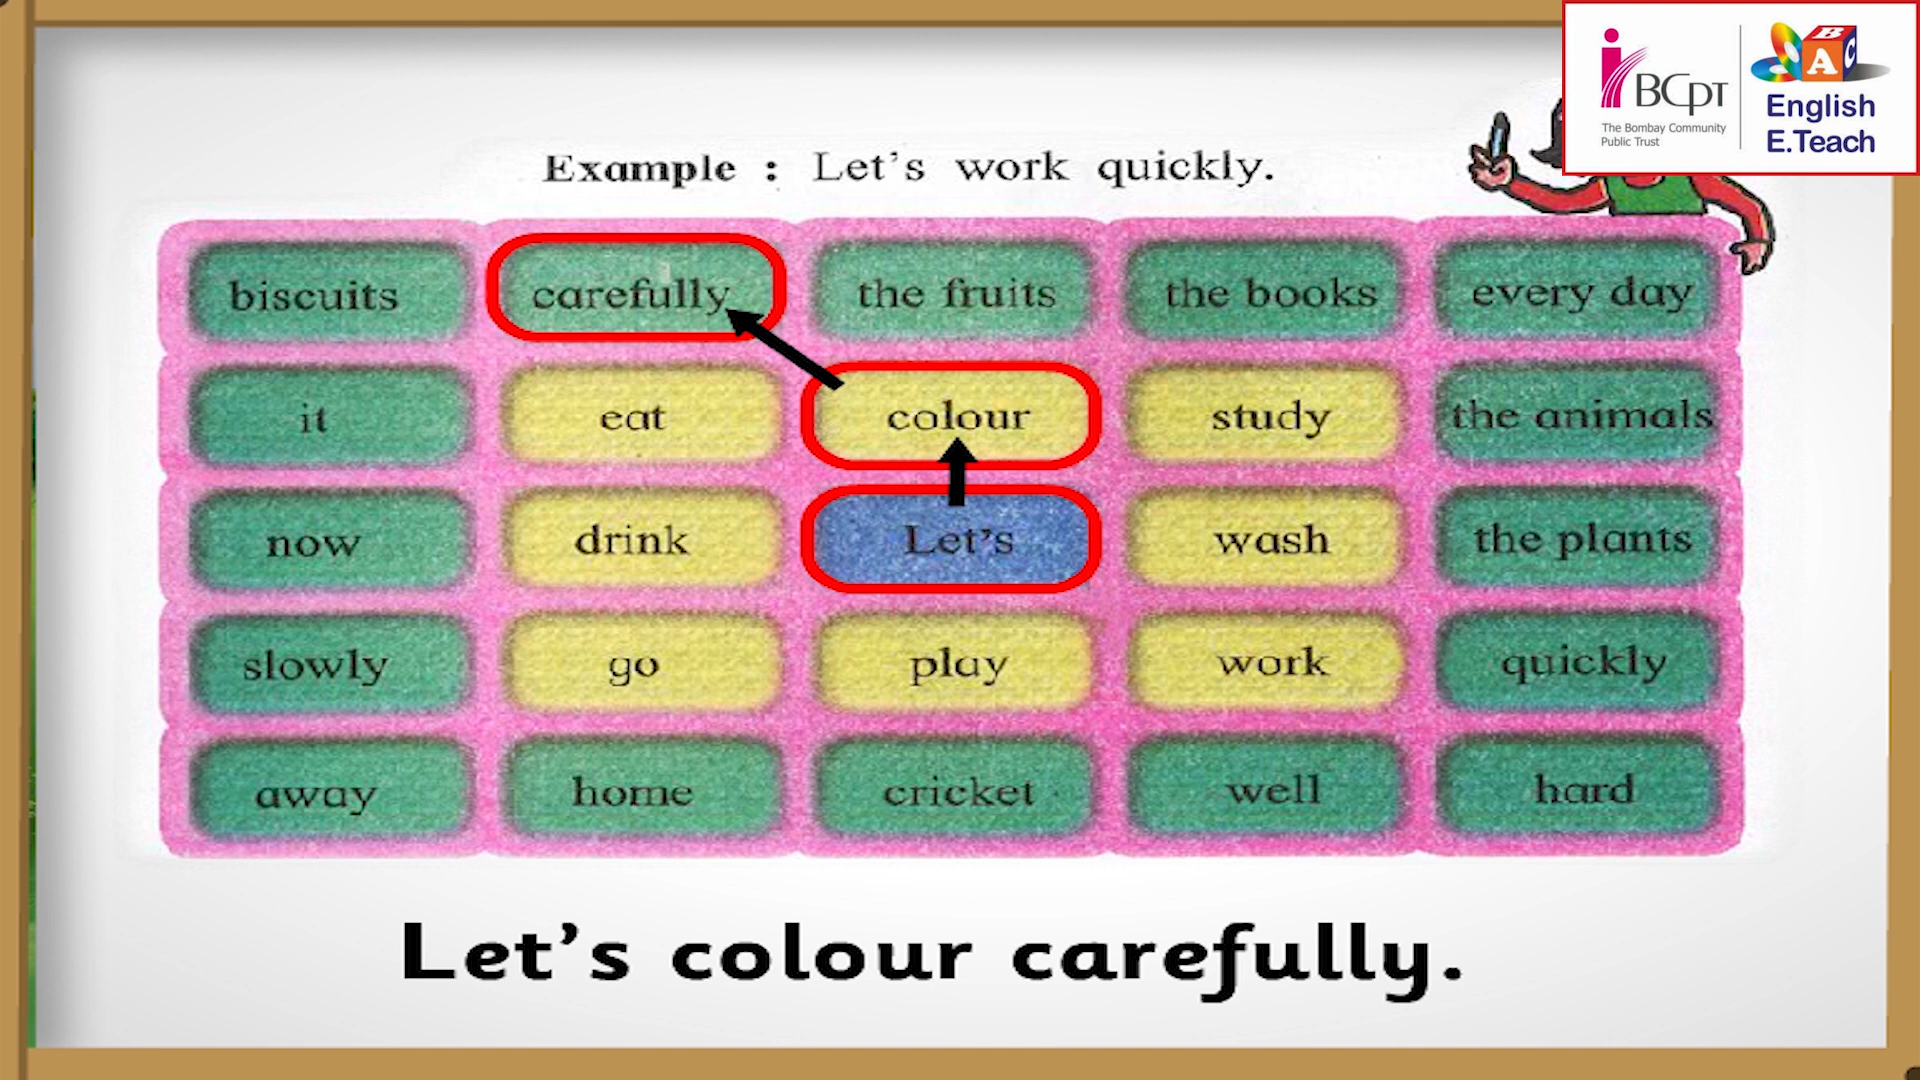 BCPT
The Bombay Community
Public Trust
B A C
English
E.Teach
Example : Let's work quickly.
biscuits carefully the fruits the books every day
it eat colour study the animals
now drink Let's wash the plants
slowly go play work quickly
away home cricket well hard
Let's colour carefully.